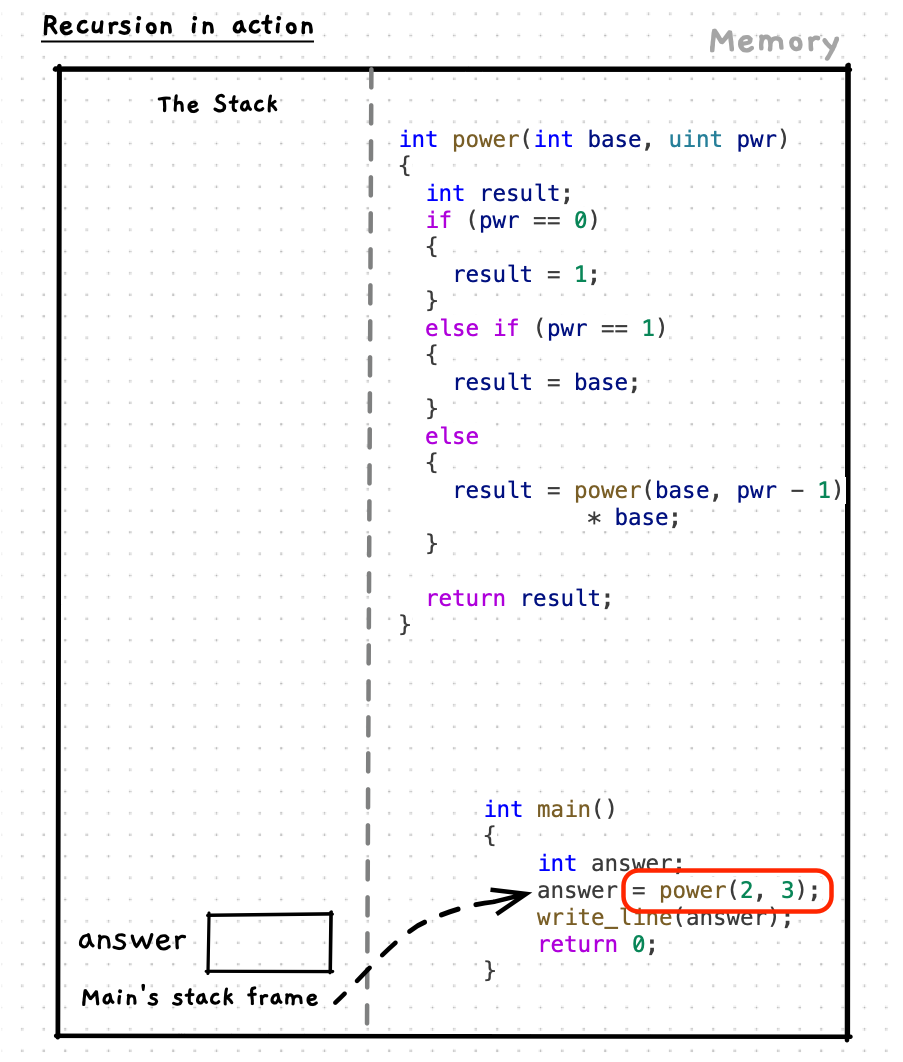 Recursion in action
Memory
The Stack
int power(int base, uint pwr)
{
int result;
if (pwr == 0)
{
result = 1;
}
else if (pwr == 1)
{
result = base;
}
else
{
result = power(base, pwr - 1)
* base;
}
return result;
}
int main()
{
int answer;
answer = power(2, 3);
write_line(answer);
return 0;
}
answer
Main's stack frame